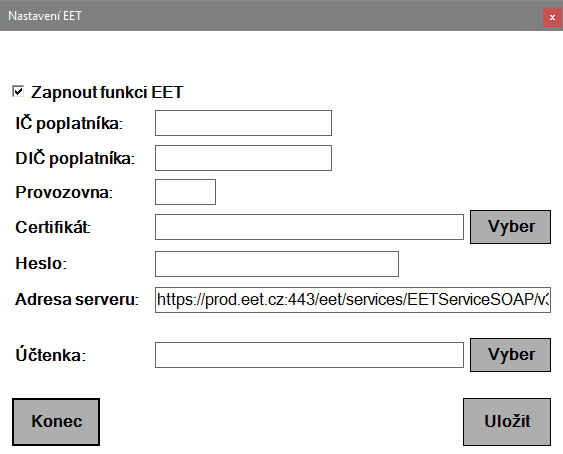 Nastavení EET
x
Zapnout funkci EET
IČ poplatníka:
DIČ poplatníka:
Provozovna:
Certifikát: Vyber
Heslo:
Adresa serveru: https://prod.eet.cz:443/eet/services/EETServiceSOAP/v3
Účtenka: Vyber
Konec Uložit